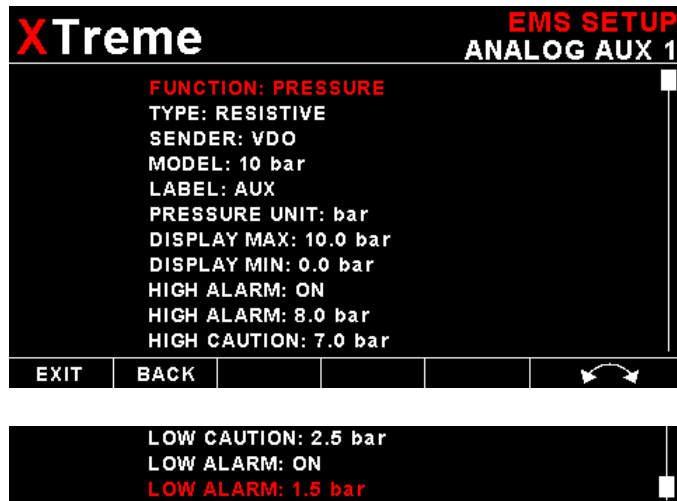 XTreme
EMS SETUP
ANALOG AUX 1
FUNCTION: PRESSURE
TYPE: RESISTIVE
SENDER: VDO
MODEL: 10 bar
LABEL: AUX
PRESSURE UNIT: bar
DISPLAY MAX: 10.0 bar
DISPLAY MIN: 0.0 bar
HIGH ALARM: ON
HIGH ALARM: 8.0 bar
HIGH CAUTION: 7.0 bar
EXIT BACK
LOW CAUTION: 2.5 bar
LOW ALARM: ON
LOW ALARM: 1.5 bar